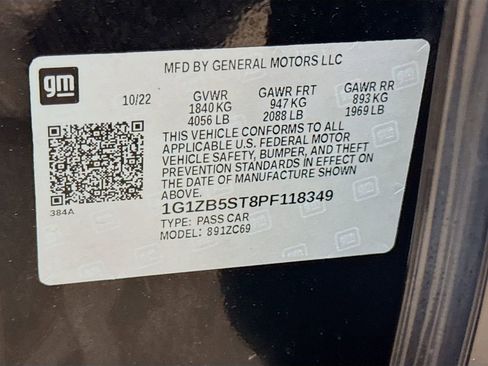 gm
MFD BY GENERAL MOTORS LLC
10/22 GVWR GAWR FRT GAWR RR
1840 KG 947 KG 893 KG
4056 LB 2088 LB 1969 LB
THIS VEHICLE CONFORMS TO ALL
APPLICABLE U.S. FEDERAL MOTOR
VEHICLE SAFETY, BUMPER, AND THEFT
PREVENTION STANDARDS IN EFFECT ON
THE DATE OF MANUFACTURE SHOWN
ABOVE.
384A
1G1ZB5ST8PF118349
TYPE: PASS CAR
MODEL: 891ZC69